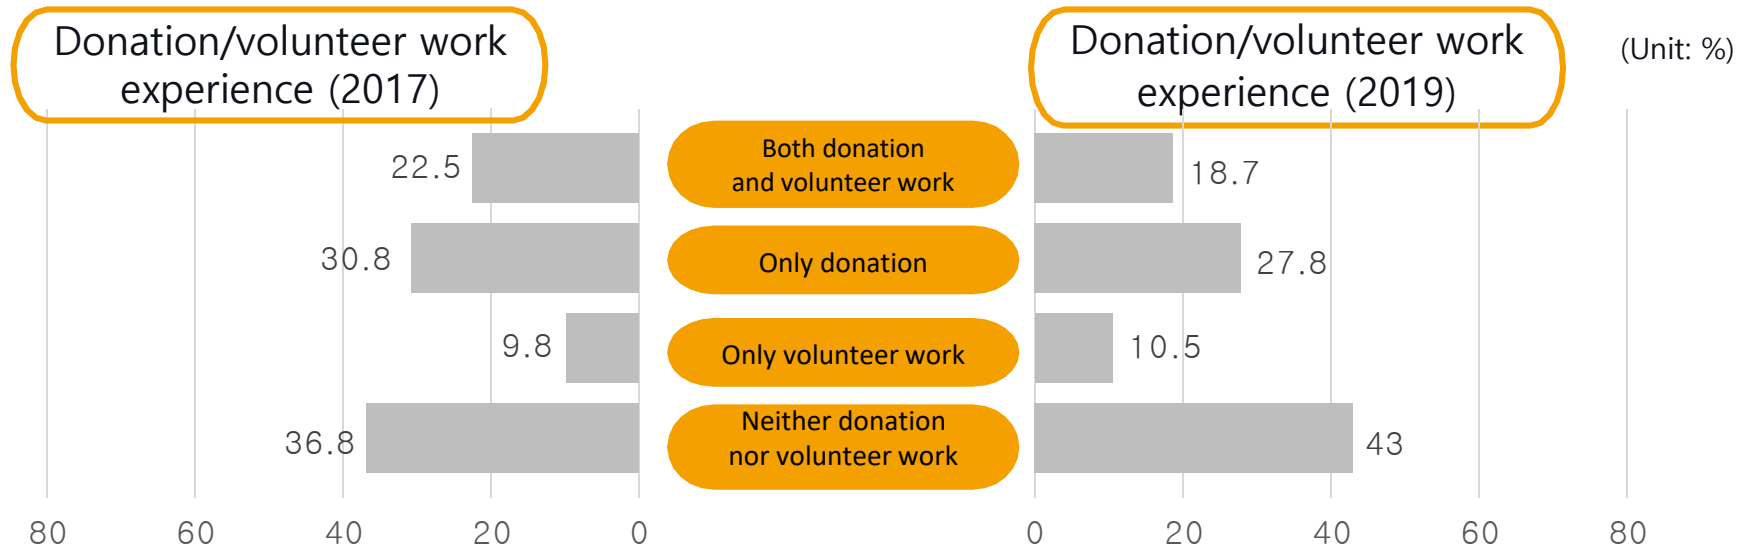 Donation/volunteer work
experience (2017)
Donation/volunteer work
experience (2019)
(Unit: %)
22.5
Both donation
and volunteer work
18.7
30.8
Only donation
27.8
9.8
Only volunteer work
10.5
36.8
Neither donation
nor volunteer work
43
80 60 40 20 0
0 20 40 60 80